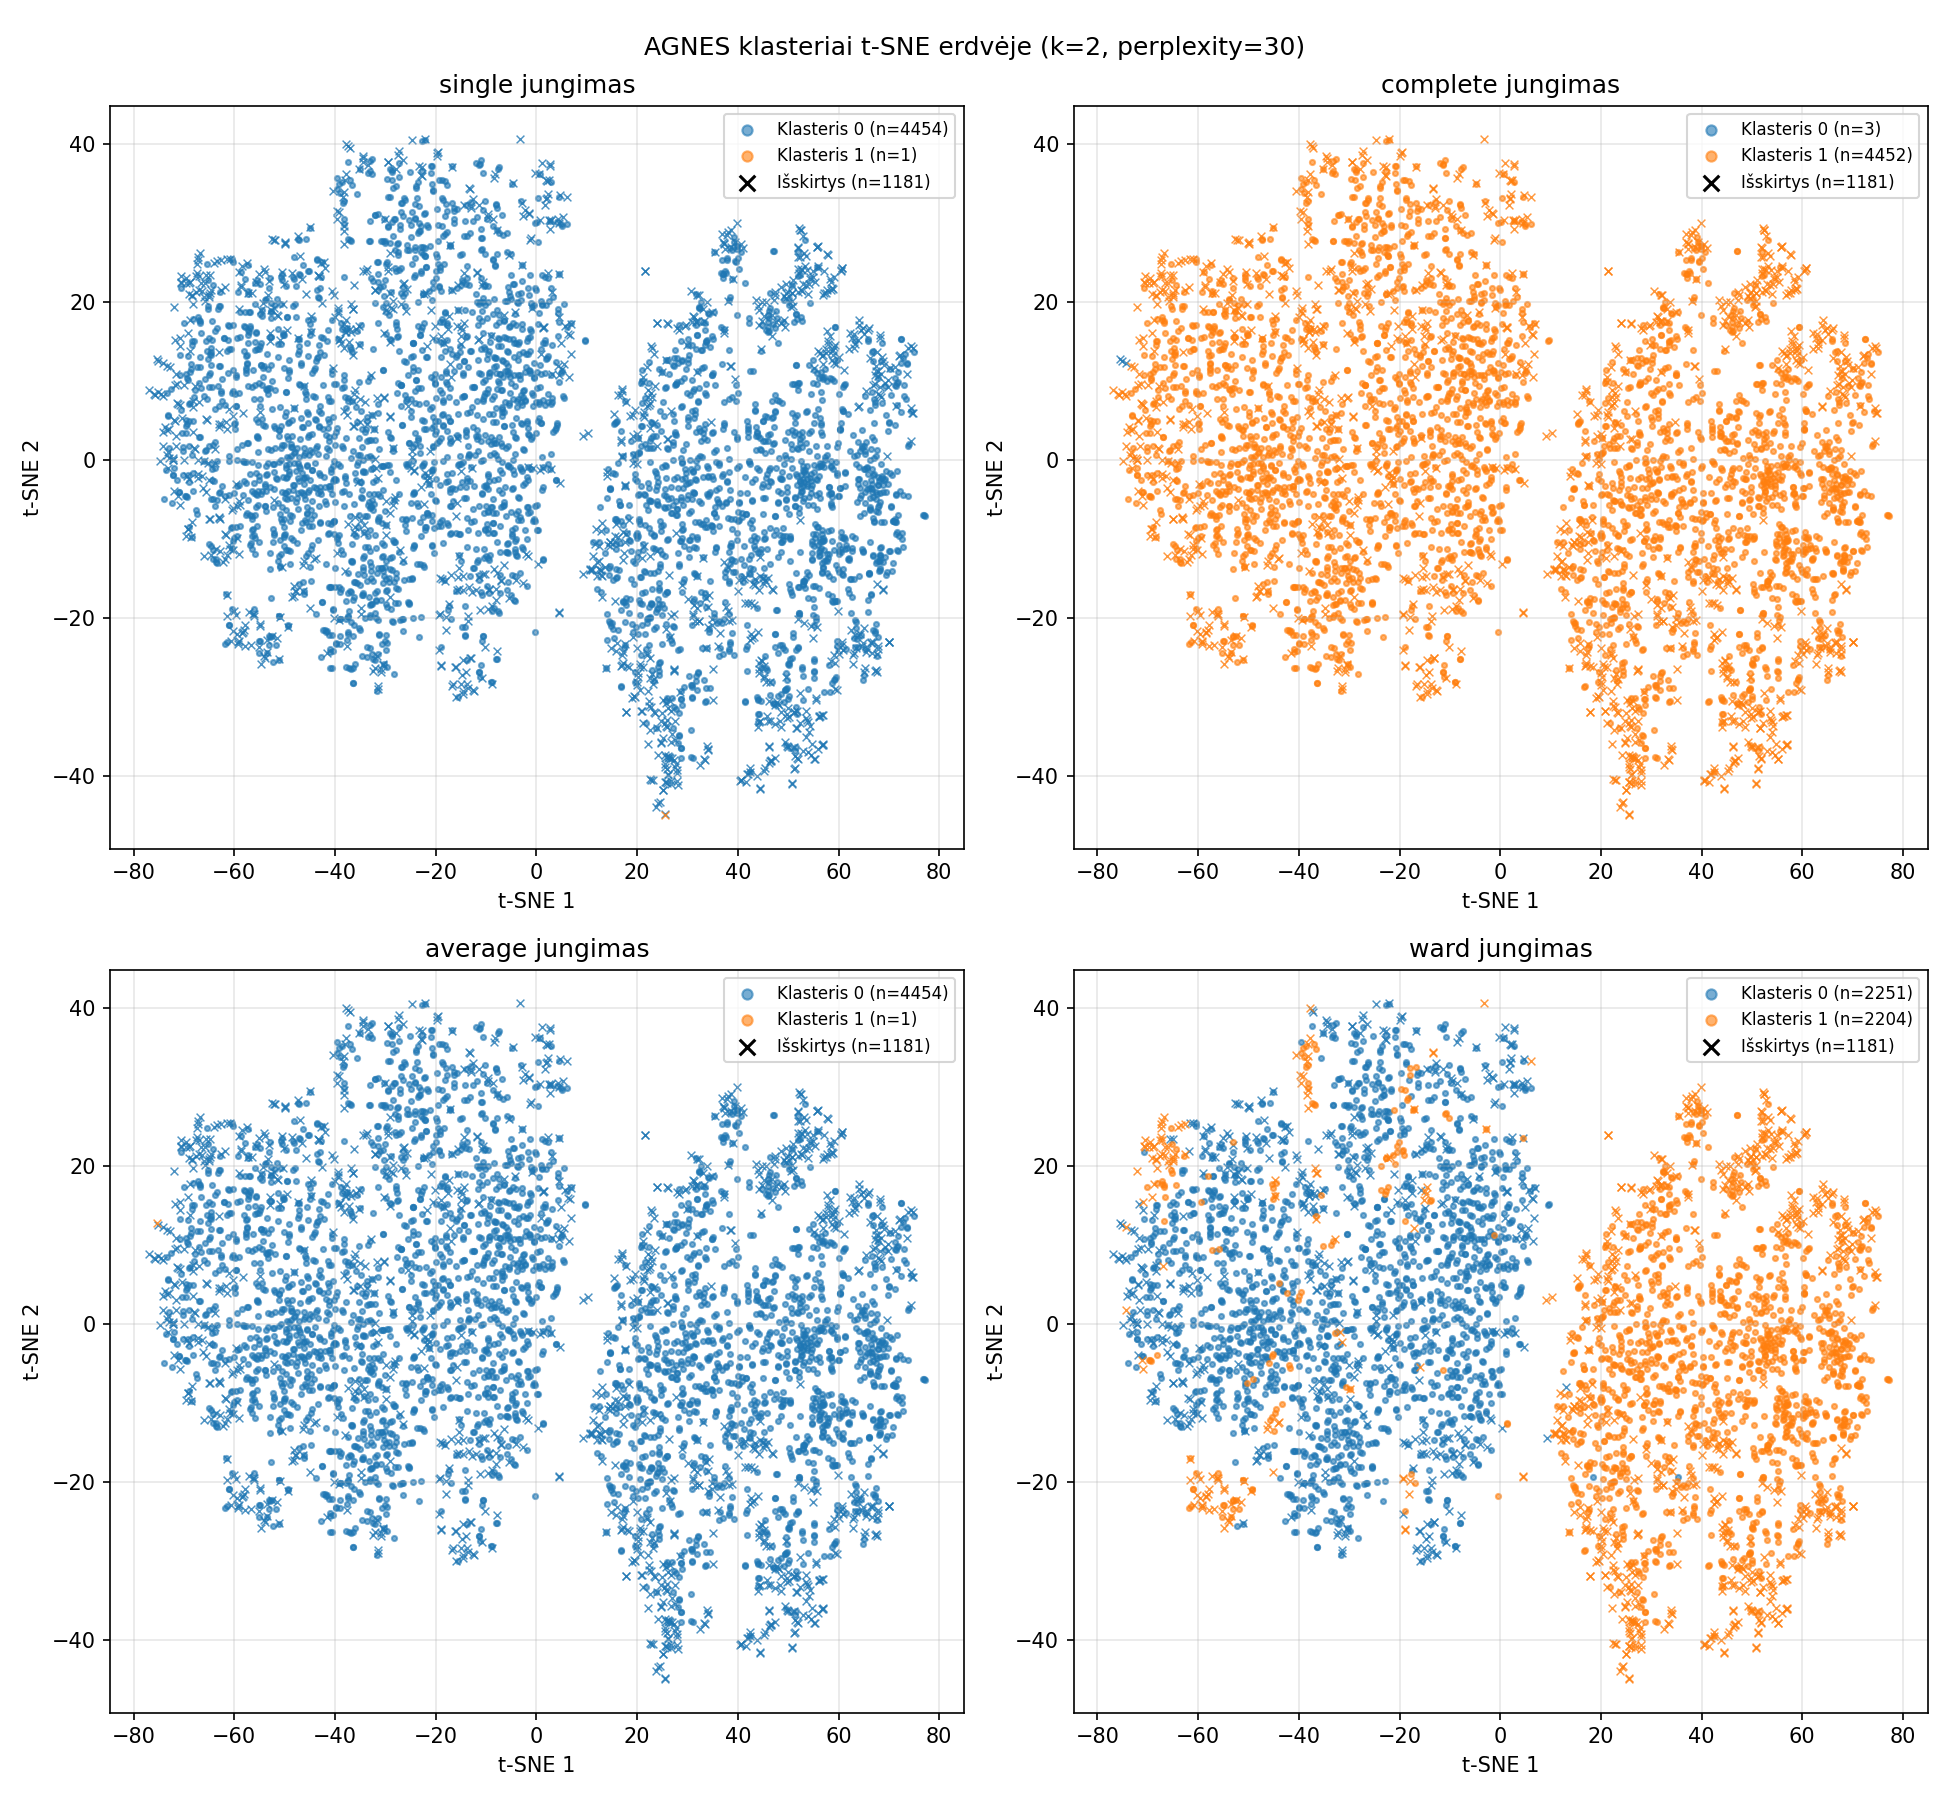 AGNES klasteriai t-SNE erdvėje (k=2, perplexity=30)
single jungimas
Klasteris 0 (n=4454)
Klasteris 1 (n=1)
Išskirtys (n=1181)
40
20
0
−20
−40
t-SNE 2
−80 −60 −40 −20 0 20 40 60 80
t-SNE 1
complete jungimas
Klasteris 0 (n=3)
Klasteris 1 (n=4452)
Išskirtys (n=1181)
40
20
0
−20
−40
t-SNE 2
−80 −60 −40 −20 0 20 40 60 80
t-SNE 1
average jungimas
Klasteris 0 (n=4454)
Klasteris 1 (n=1)
Išskirtys (n=1181)
40
20
0
−20
−40
t-SNE 2
−80 −60 −40 −20 0 20 40 60 80
t-SNE 1
ward jungimas
Klasteris 0 (n=2251)
Klasteris 1 (n=2204)
Išskirtys (n=1181)
40
20
0
−20
−40
t-SNE 2
−80 −60 −40 −20 0 20 40 60 80
t-SNE 1